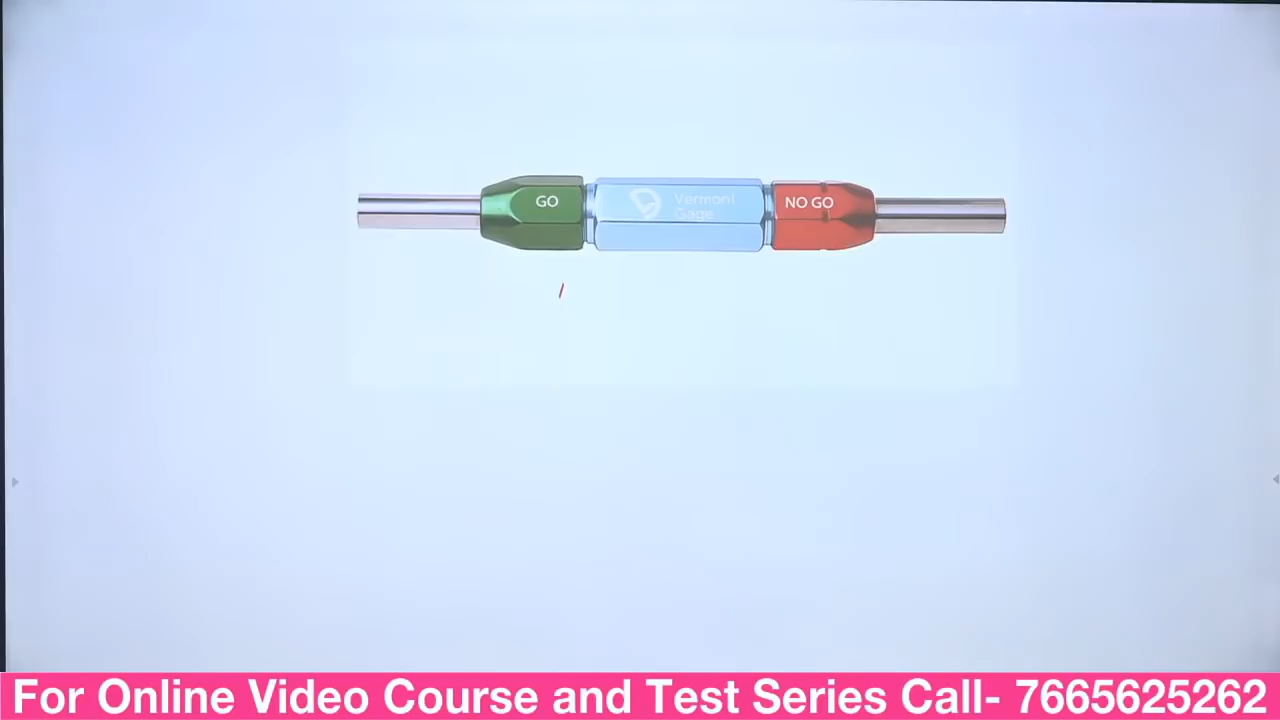 GO
Vermont
Gage
NO GO
For Online Video Course and Test Series Call- 7665625262